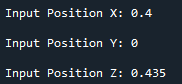 Input Position X: 0.4
Input Position Y: 0
Input Position Z: 0.435